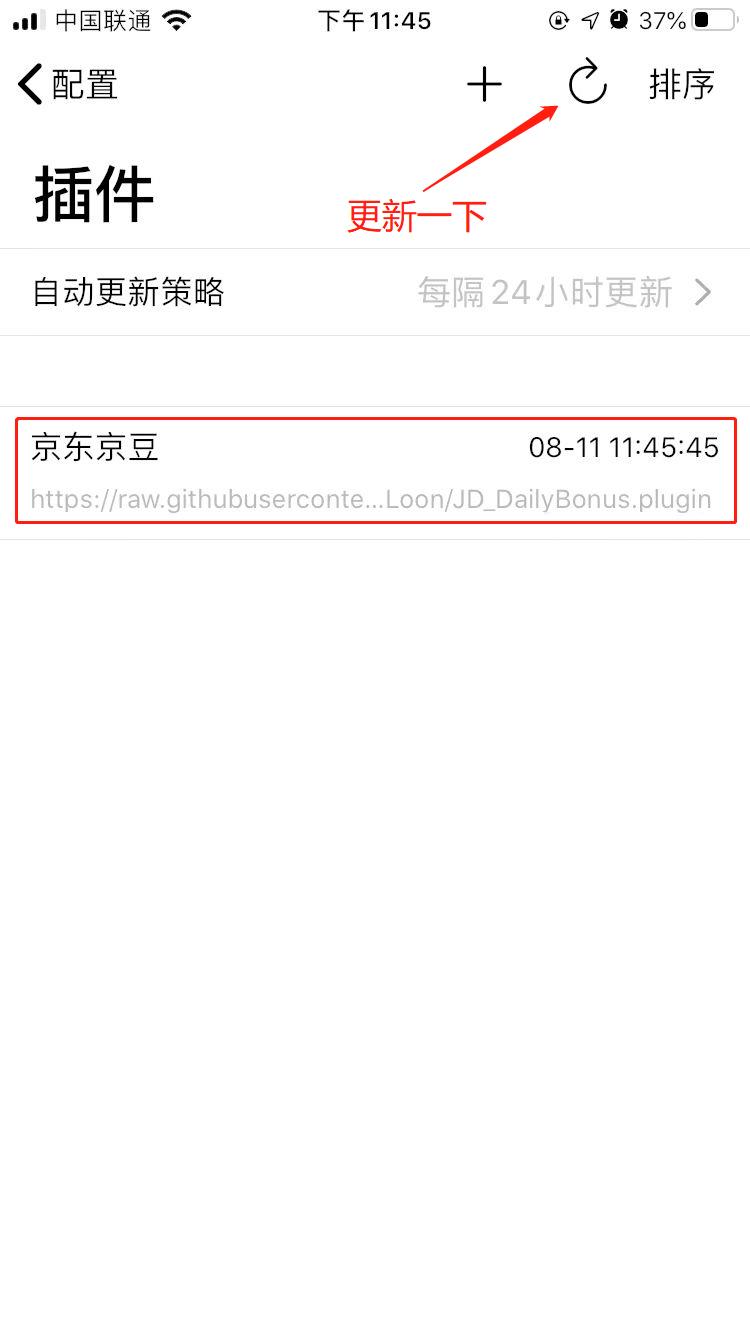 中国联通 下午11:45 37%
配置 排序
插件
更新一下
自动更新策略 每隔24小时更新
京东京豆 08-11 11:45:45
https://raw.githubuserconte...Loon/JD_DailyBonus.plugin